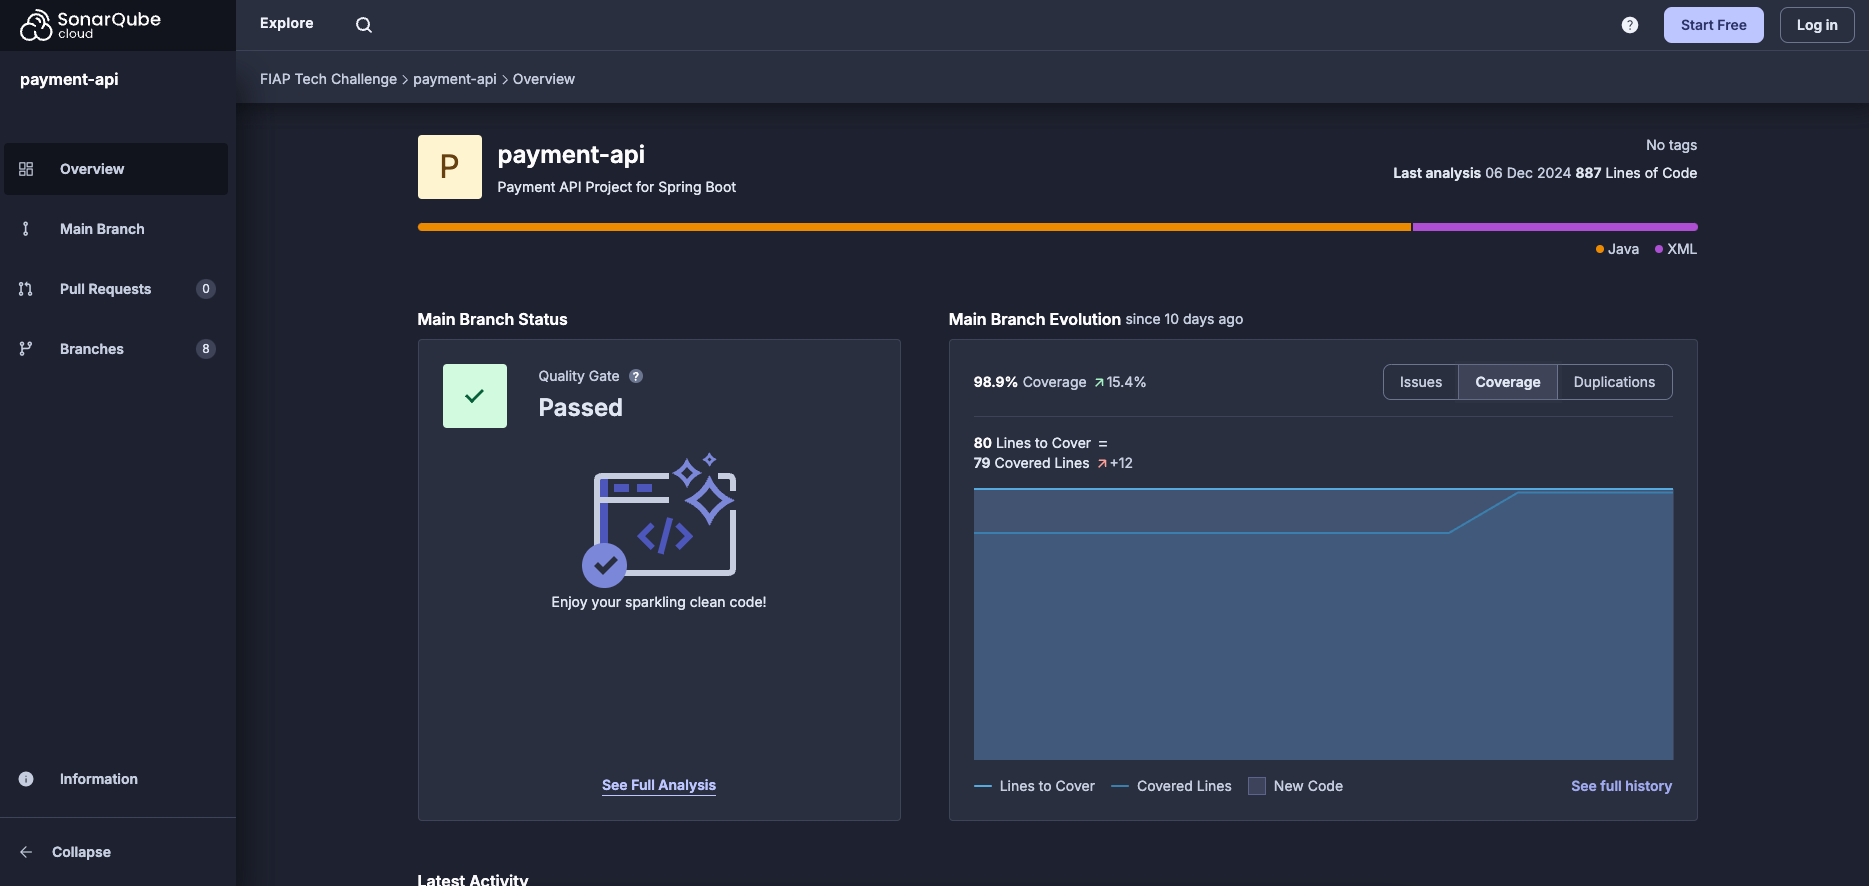 SonarQube
cloud
Explore
?
Start Free
Log in
payment-api
FIAP Tech Challenge > payment-api > Overview
Overview
Main Branch
Pull Requests 0
Branches 8
Information
Collapse
P
payment-api
Payment API Project for Spring Boot
No tags
Last analysis 06 Dec 2024 887 Lines of Code
Java XML
Main Branch Status
Quality Gate ?
Passed
</>
Enjoy your sparkling clean code!
See Full Analysis
Main Branch Evolution since 10 days ago
98.9% Coverage 15.4%
Issues Coverage Duplications
80 Lines to Cover =
79 Covered Lines +12
Lines to Cover Covered Lines New Code
See full history
Latest Activity